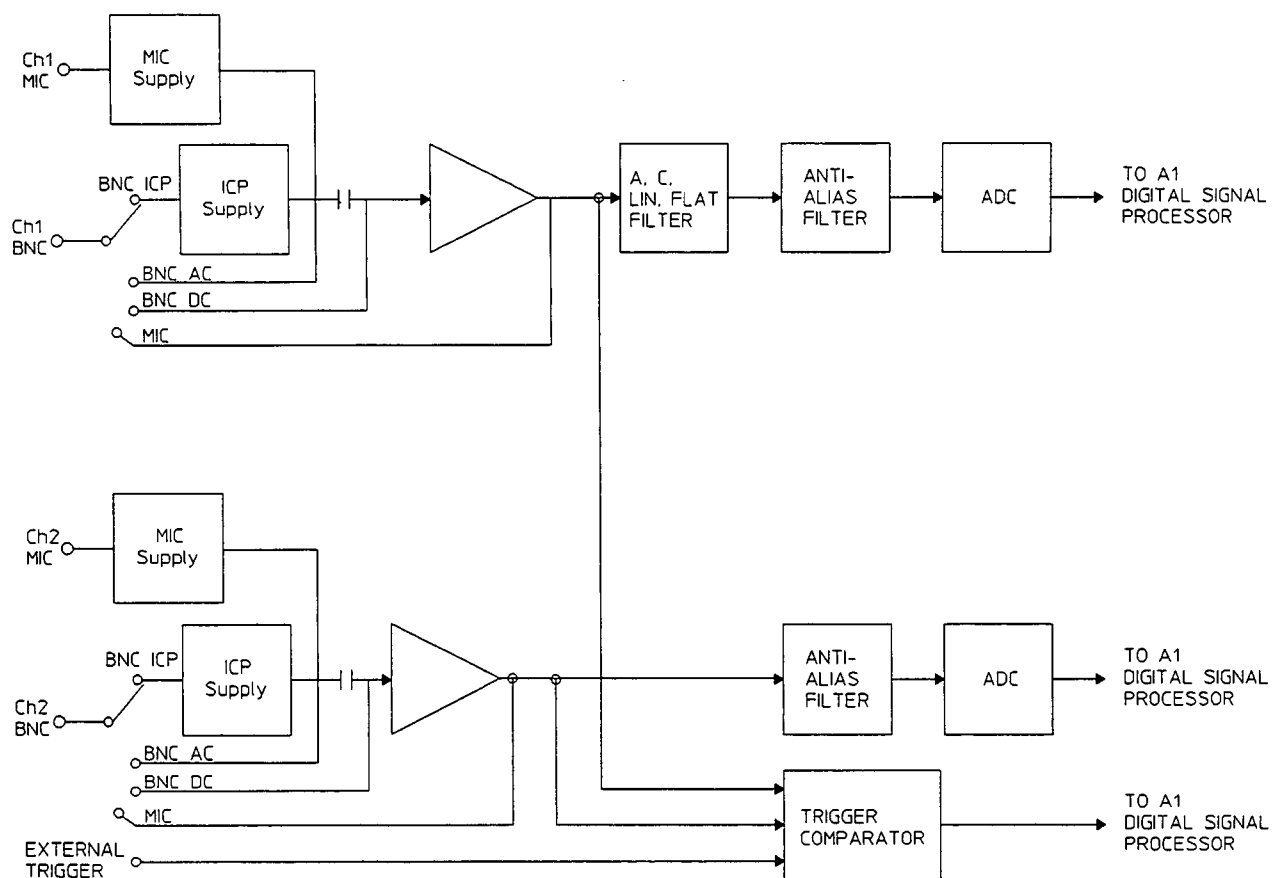 Ch1
MIC
MIC
Supply
BNC ICP
Ch1
BNC
ICP
Supply
BNC AC
BNC DC
MIC
A, C,
LIN, FLAT
FILTER
ANTI-
ALIAS
FILTER
ADC
TO A1
DIGITAL SIGNAL
PROCESSOR
Ch2
MIC
MIC
Supply
BNC ICP
Ch2
BNC
ICP
Supply
BNC AC
BNC DC
MIC
ANTI-
ALIAS
FILTER
ADC
TO A1
DIGITAL SIGNAL
PROCESSOR
EXTERNAL
TRIGGER
TRIGGER
COMPARATOR
TO A1
DIGITAL SIGNAL
PROCESSOR